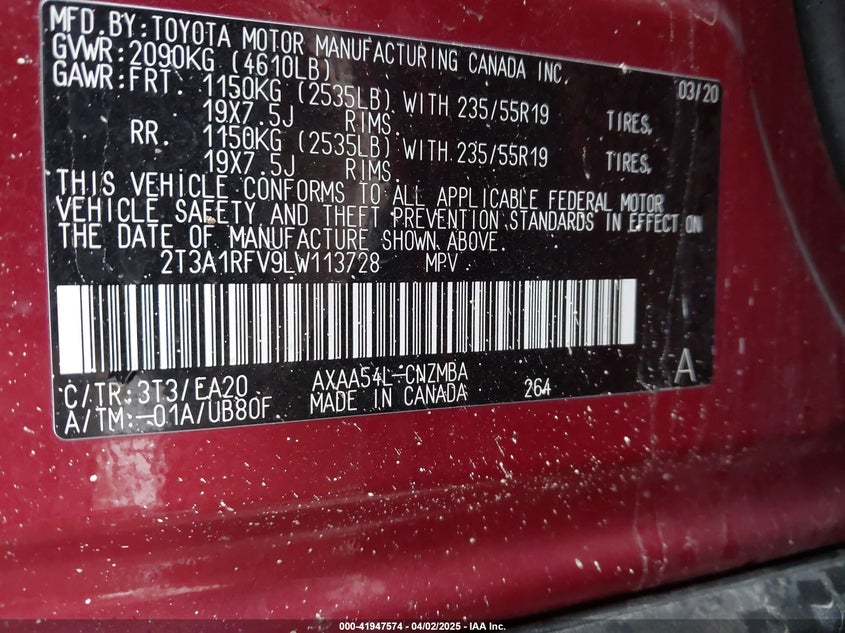 MFD.BY:TOYOTA MOTOR MANUFACTURING CANADA INC.
GVWR:2090KG (4610LB) 03/20
GAWR:FRT. 1150KG (2535LB) WITH 235/55R19 TIRES,
19X7.5J RIMS.
RR. 1150KG (2535LB) WITH 235/55R19 TIRES,
19X7.5J RIMS.
THIS VEHICLE CONFORMS TO ALL APPLICABLE FEDERAL MOTOR
VEHICLE SAFETY AND THEFT PREVENTION STANDARDS IN EFFECT ON
THE DATE OF MANUFACTURE SHOWN ABOVE.
2T3A1RFV9LW113728 MPV
C/TR:3T3/EA20 AXAA54L-CNZMBA A
A/TM:-01A/UB80F MADE IN CANADA 264
000-41947574 | 04/02/2025 - IAA Inc.